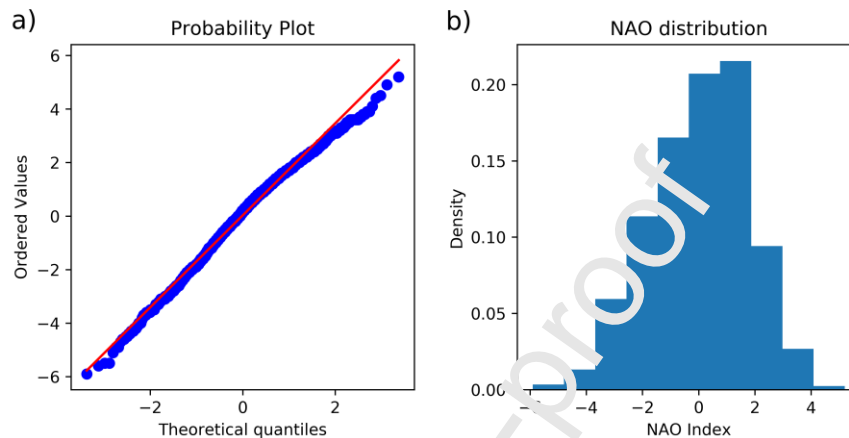 a)
Probability Plot
6
4
2
0
−2
−4
−6
−2
0
2
Theoretical quantiles
Ordered Values
b)
NAO distribution
0.20
0.15
0.10
0.05
0.00
−4
−2
0
2
4
NAO Index
Density
-proof